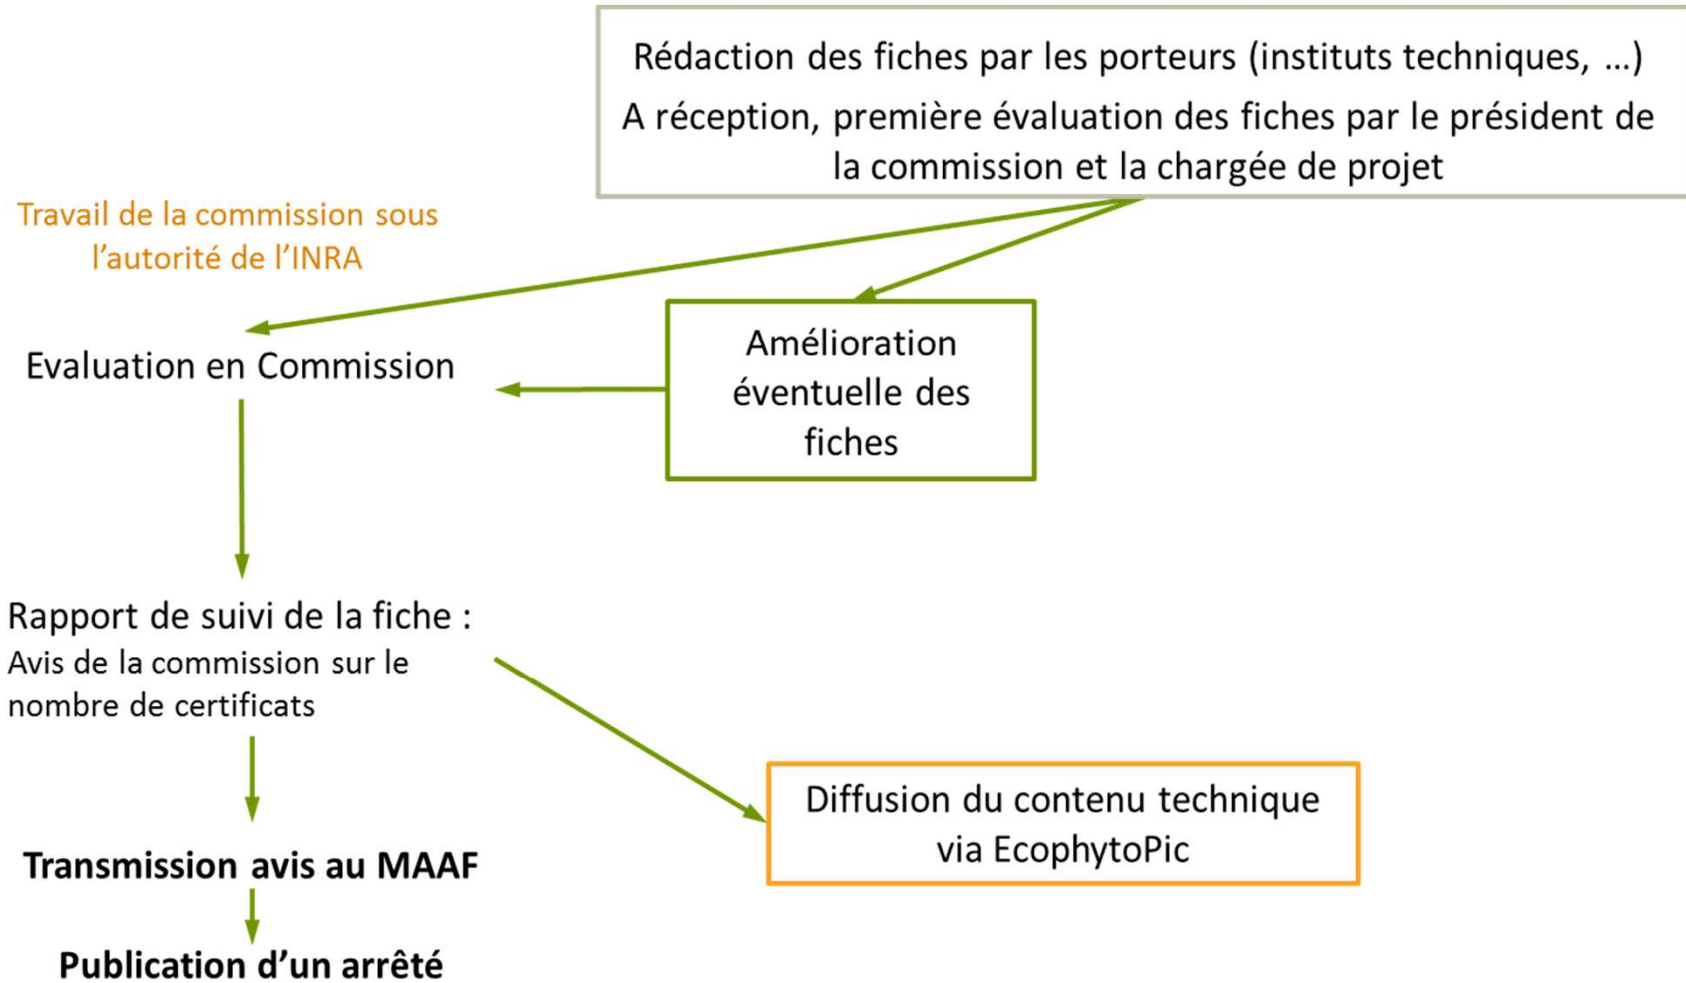 Rédaction des fiches par les porteurs (instituts techniques, ...)
A réception, première évaluation des fiches par le président de
la commission et la chargée de projet
Travail de la commission sous
l’autorité de l’INRA
Evaluation en Commission
Amélioration
éventuelle des
fiches
Rapport de suivi de la fiche :
Avis de la commission sur le
nombre de certificats
Diffusion du contenu technique
via EcophytoPic
Transmission avis au MAAF
Publication d’un arrêté